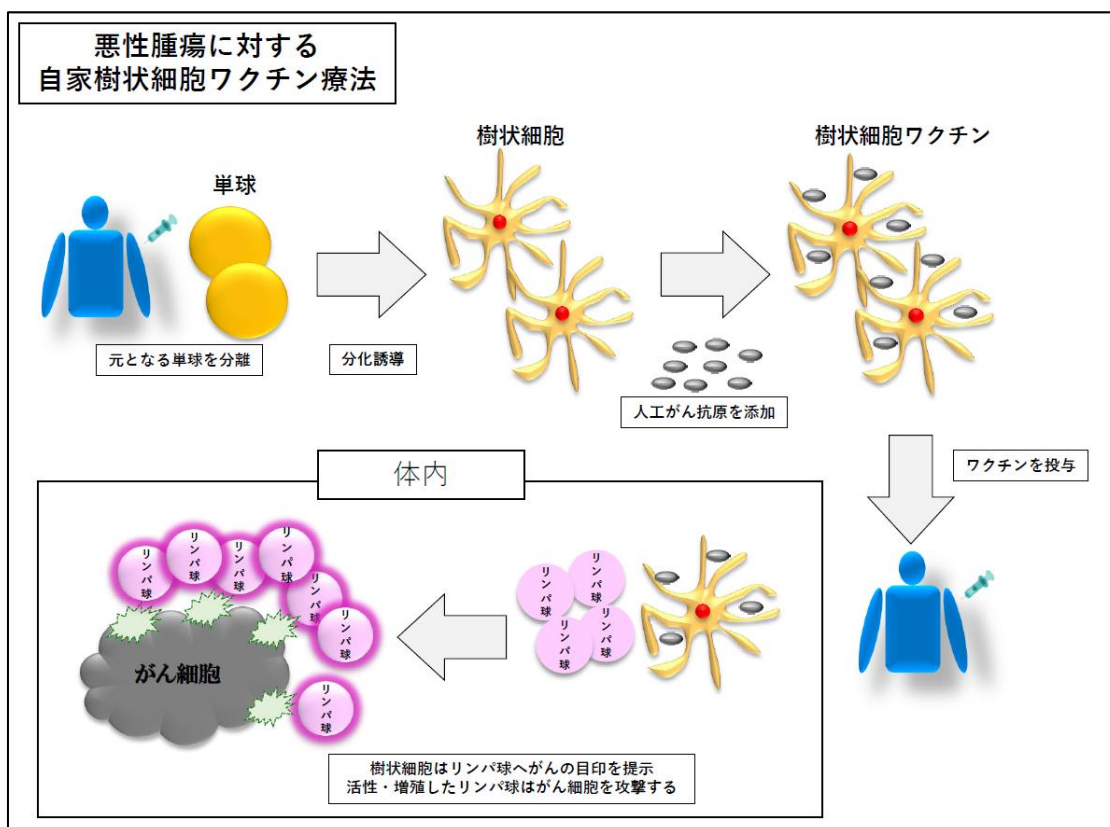 悪性腫瘍に対する
自家樹状細胞ワクチン療法
単球
樹状細胞
樹状細胞ワクチン
元となる単球を分離
分化誘導
人工がん抗原を添加
ワクチンを投与
体内
リンパ球
リンパ球
リンパ球
リンパ球
リンパ球
リンパ球
リンパ球
リンパ球
リンパ球
リンパ球
リンパ球
がん細胞
樹状細胞はリンパ球へがんの目印を提示
活性・増殖したリンパ球はがん細胞を攻撃する